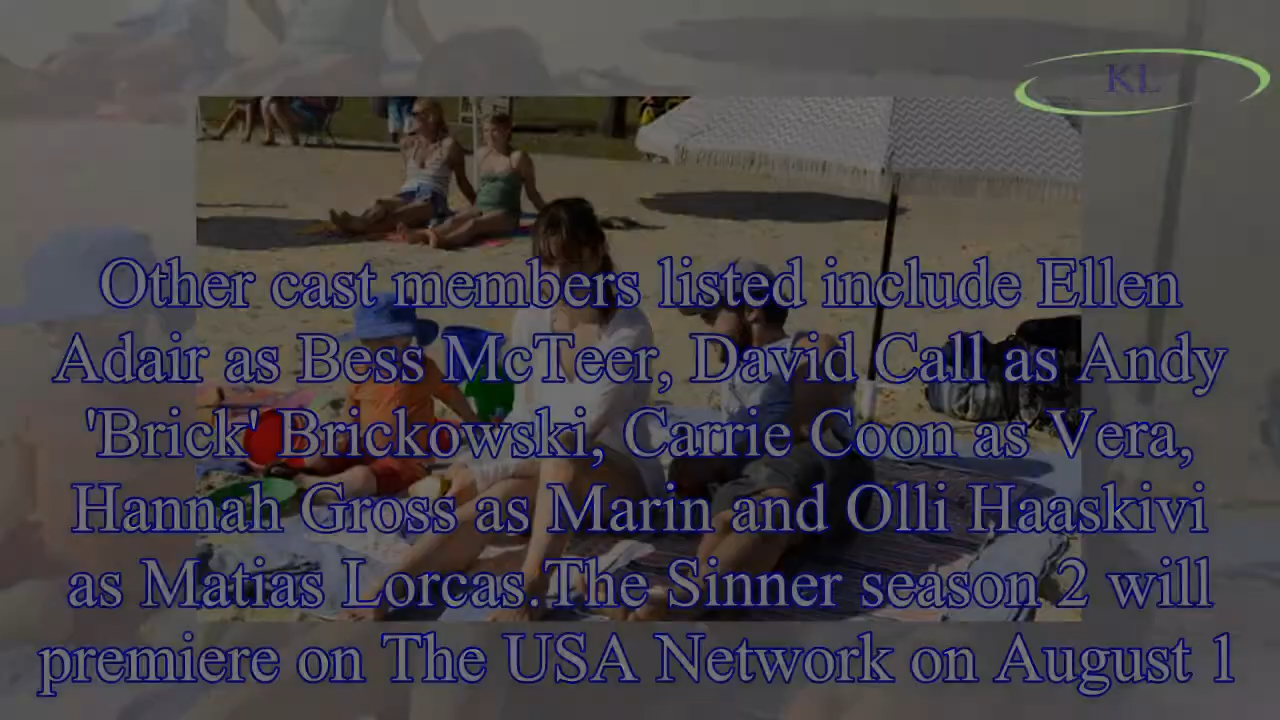 KL
Other cast members listed include Ellen
Adair as Bess McTeer, David Call as Andy
'Brick' Brickowski, Carrie Coon as Vera,
Hannah Gross as Marin and Olli Haaskivi
as Matias Lorcas.The Sinner season 2 will
premiere on The USA Network on August 1